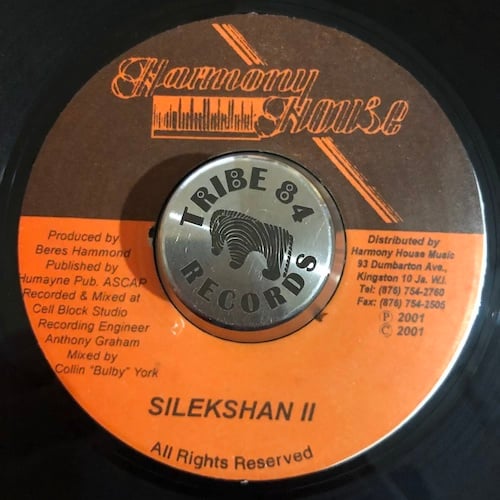 Harmony
House
TRIBE 84
RECORDS
Produced by
Beres Hammond
Published by
Humayne Pub. ASCAP
Recorded & Mixed at
Cell Block Studio
Recording Engineer
Anthony Graham
Mixed by
Collin "Bulby" York
Distributed by
Harmony House Music
93 Dumbarton Ave.,
Kingston 10 Ja. W.I.
Tel: (876) 754-2760
Fax: (876) 754-2505
Ⓟ 2001
© 2001
SILEKSHAN II
All Rights Reserved